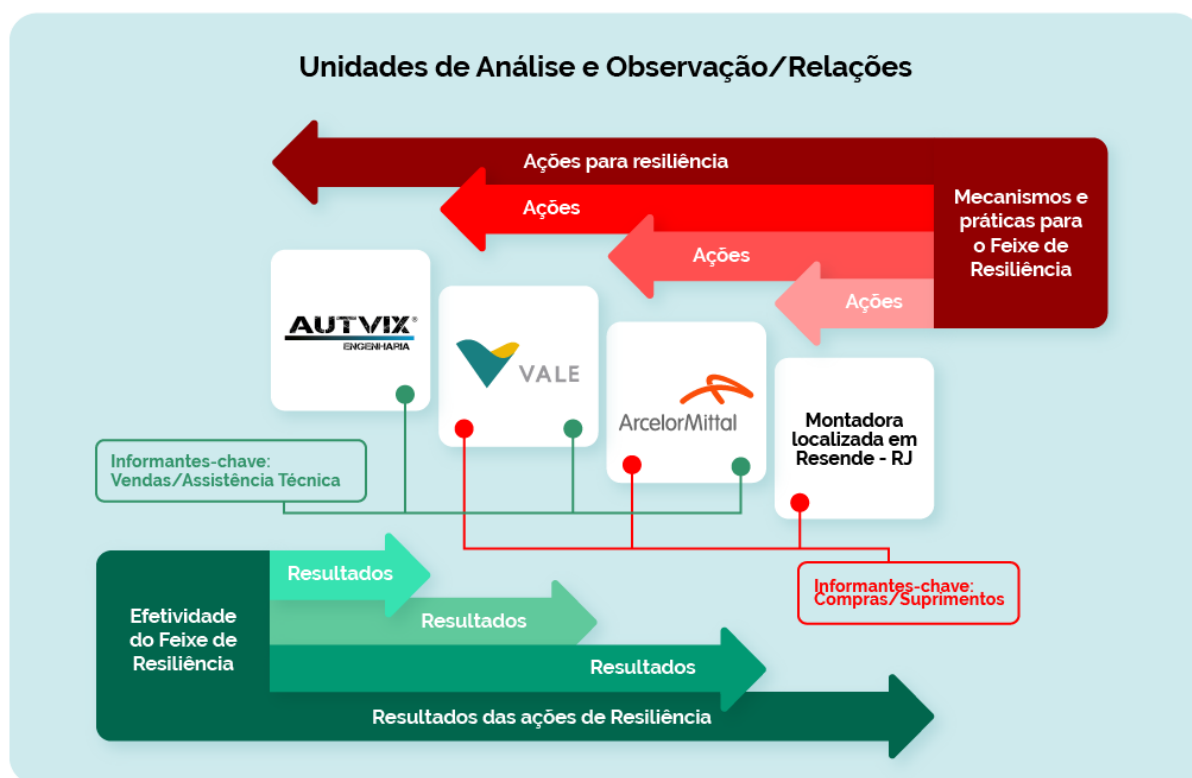 Unidades de Análise e Observação/Relações
Ações para resiliência
Ações
Ações
Ações
Mecanismos e
práticas para
o Feixe de
Resiliência
AUTVIX®
ENGENHARIA
VALE
ArcelorMittal
Montadora
localizada em
Resende - RJ
Informantes-chave:
Vendas/Assistência Técnica
Informantes-chave:
Compras/Suprimentos
Efetividade
do Feixe de
Resiliência
Resultados
Resultados
Resultados
Resultados das ações de Resiliência